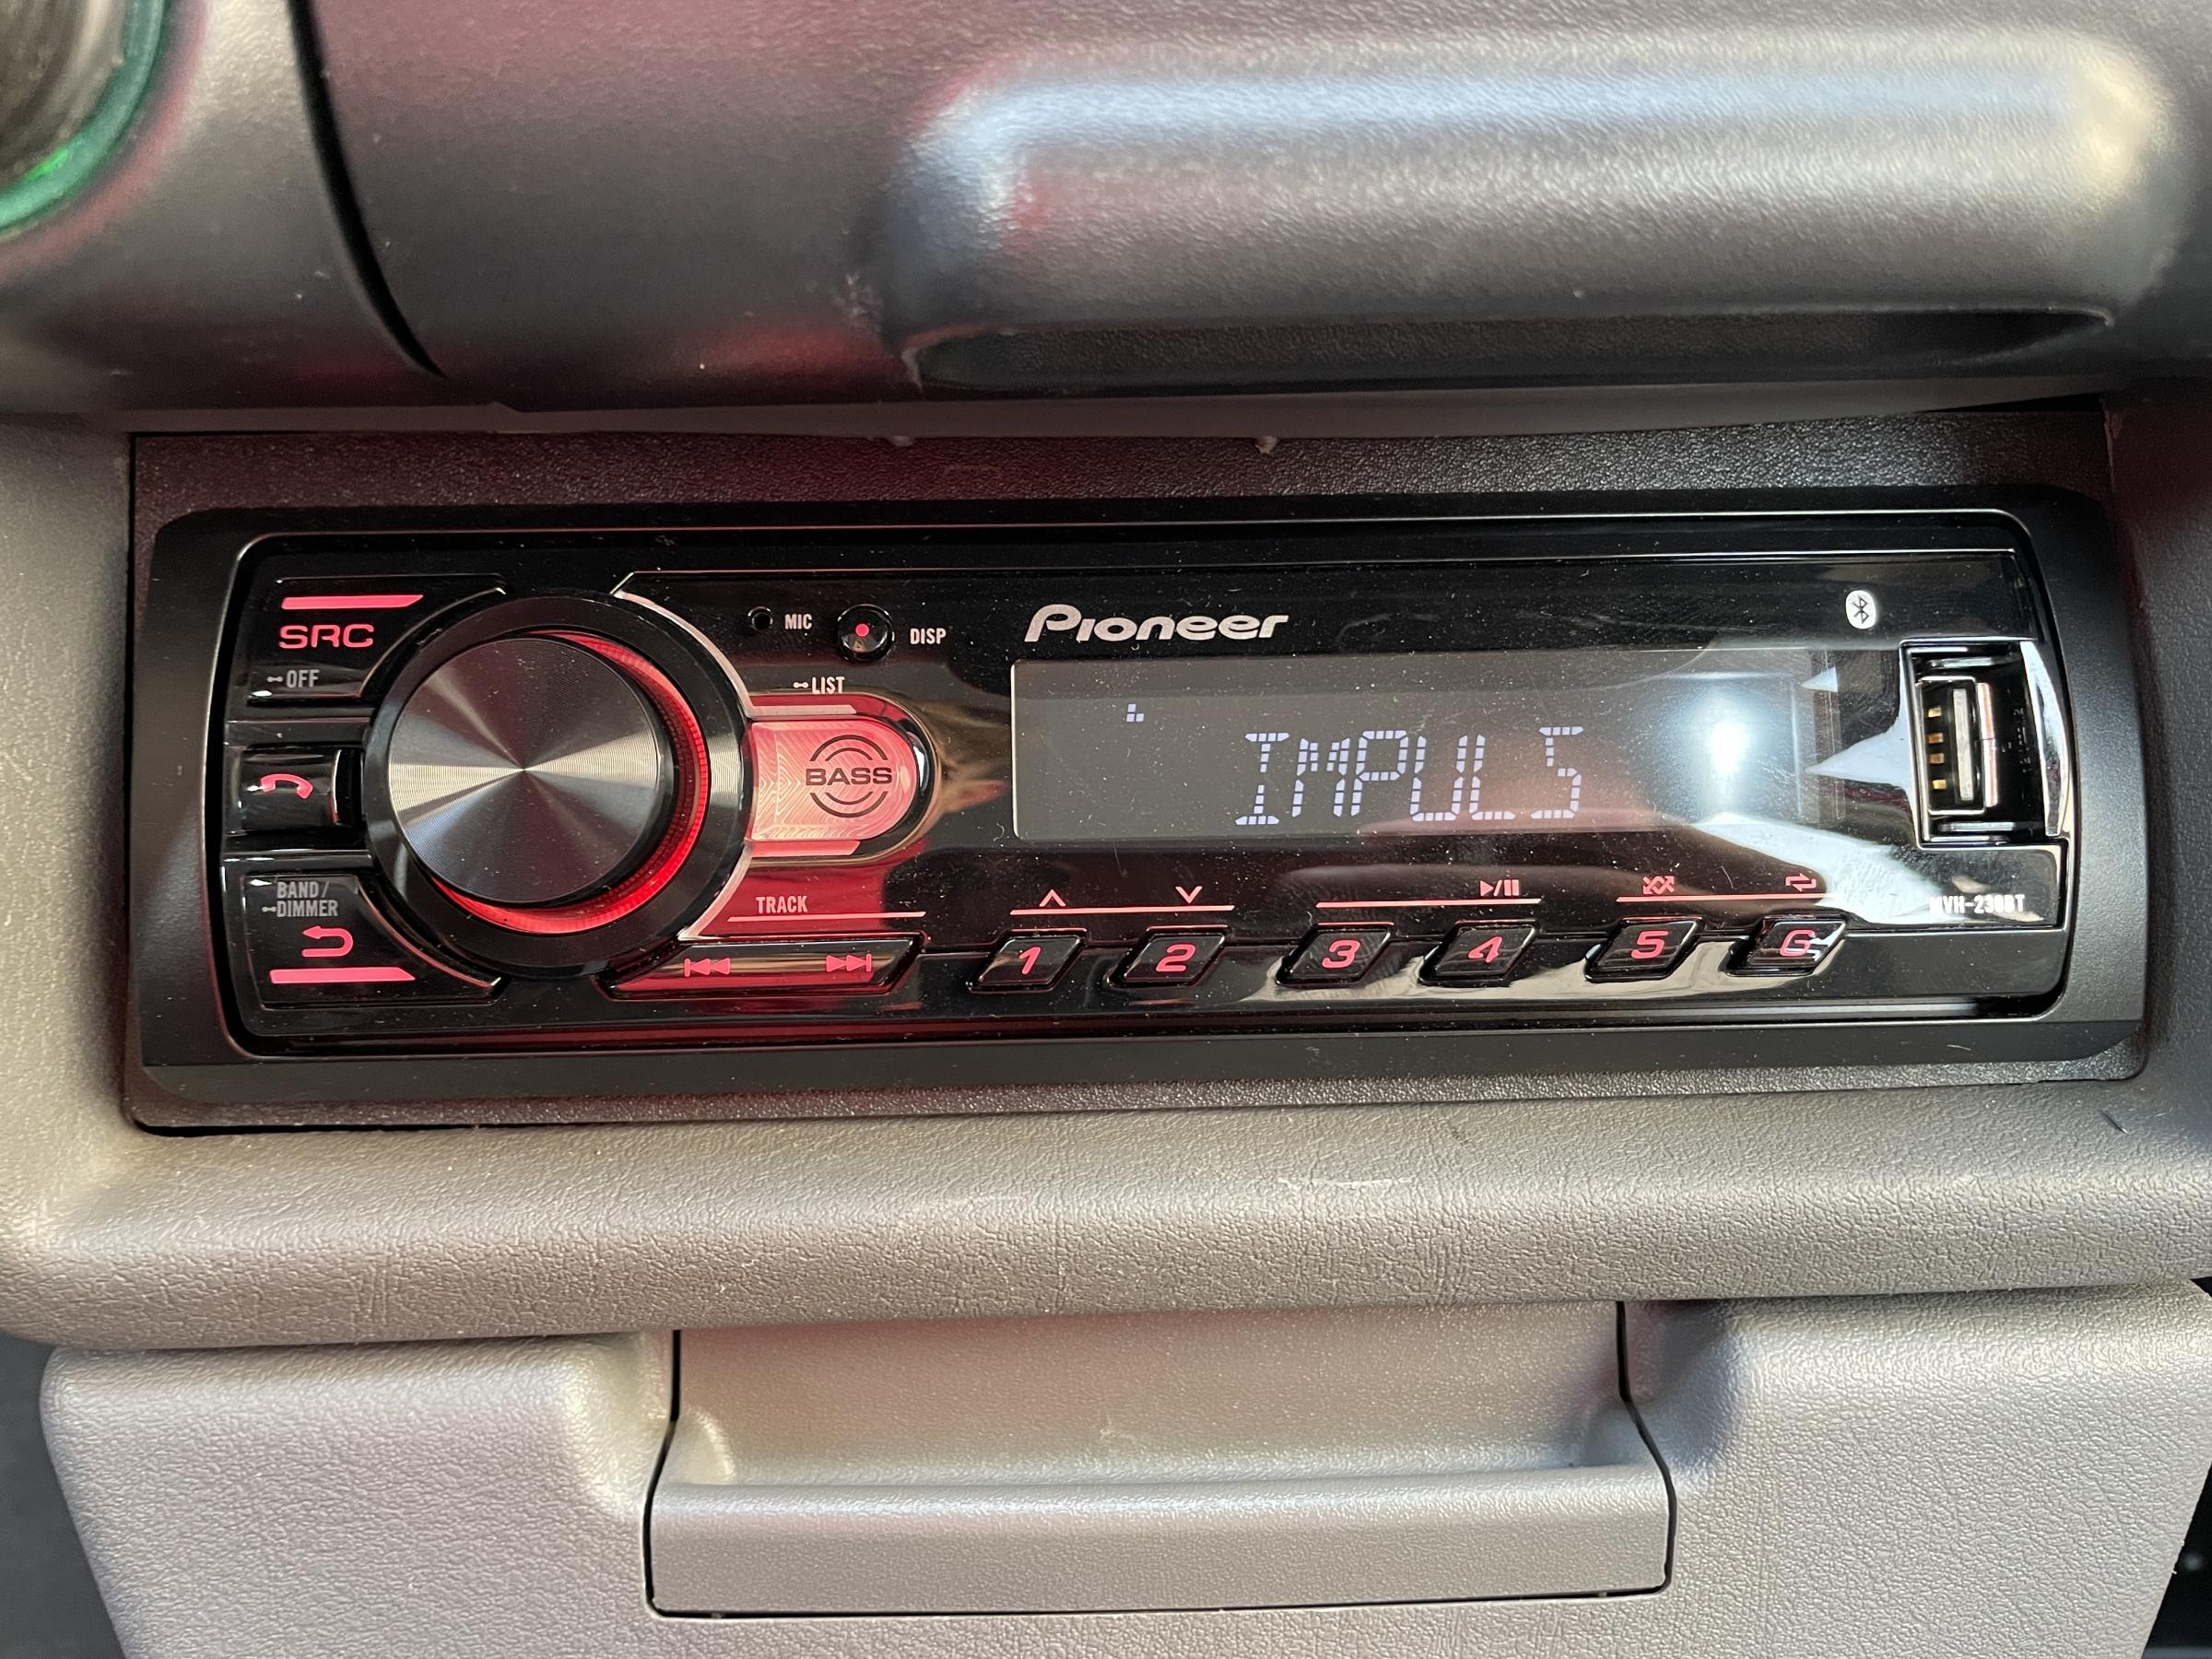 SRC
OFF
MIC
DISP
Pioneer
LIST
BASS
IMPULS
BAND/
DIMMER
TRACK
1 2 3 4 5 6